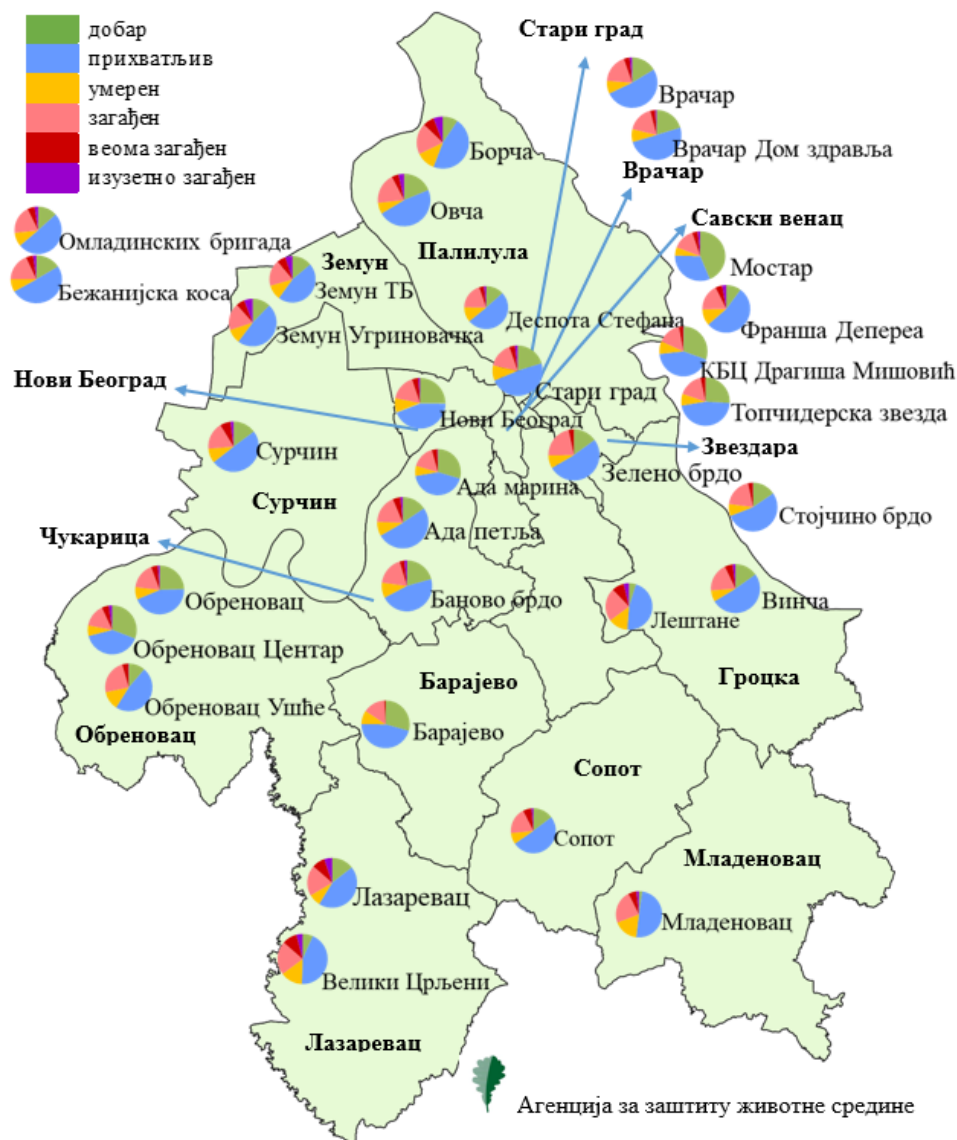 добар
прихватљив
умерен
загађен
веома загађен
изузетно загађен
Стари град
Врачар
Врачар Дом здравља
Врачар
Савски венац
Борча
Овча
Палилула
Мостар
Омладинских бригада
Бежанијска коса
Земун
Земун ТБ
Земун Угриновачка
Деспота Стефана
Франша Депереа
КБЦ Драгиша Мишовић
Топчидерска звезда
Нови Београд
Стари град
Нови Београд
Звездара
Сурчин
Зелено брдо
Ада марина
Сурчин
Стојчино брдо
Чукарица
Ада петља
Обреновац
Баново брдо
Винча
Лештане
Обреновац Центар
Барајево
Гроцка
Обреновац Ушће
Обреновац
Барајево
Сопот
Сопот
Младеновац
Лазаревац
Младеновац
Велики Црљени
Лазаревац
Агенција за заштиту животне средине